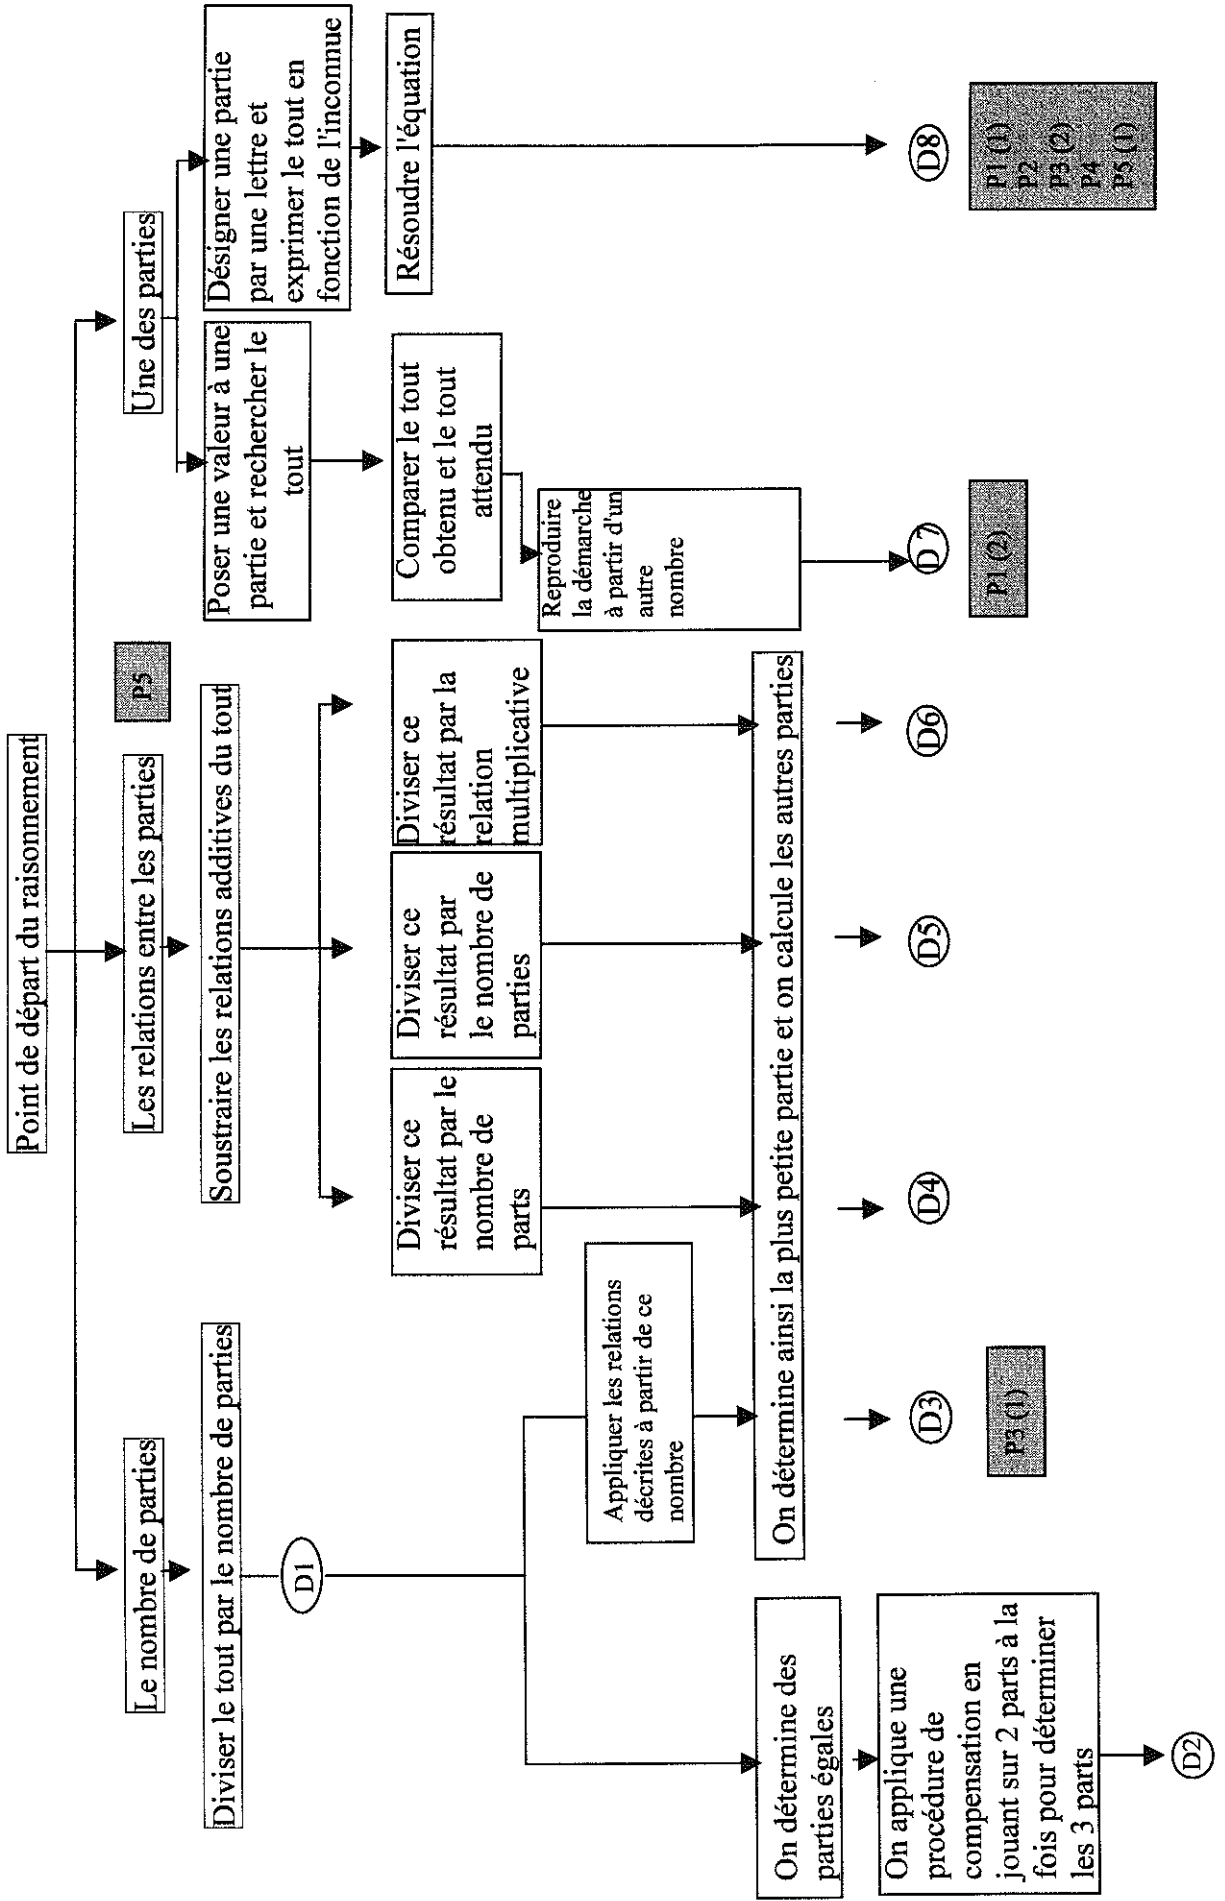 Point de départ du raisonnement
Le nombre de parties
Les relations entre les parties
P5
Une des parties
Diviser le tout par le nombre de parties
Soustraire les relations additives du tout
Poser une valeur à une
partie et rechercher le
tout
Désigner une partie
par une lettre et
exprimer le tout en
fonction de l'inconnue
D1
Diviser ce
résultat par le
nombre de
parts
Diviser ce
résultat par
le nombre de
parties
Diviser ce
résultat par la
relation
multiplicative
Comparer le tout
obtenu et le tout
attendu
Résoudre l'équation
Appliquer les relations
décrites à partir de ce
nombre
Reproduire
la démarche
à partir d'un
autre
nombre
On détermine des
parties égales
On détermine ainsi la plus petite partie et on calcule les autres parties
On applique une
procédure de
compensation en
jouant sur 2 parts à la
fois pour déterminer
les 3 parts
D2
D3
D4
D5
D6
D 7
D8
P3 (1)
P1 (2)
P1 (1)
P2
P3 (2)
P4
P5 (1)